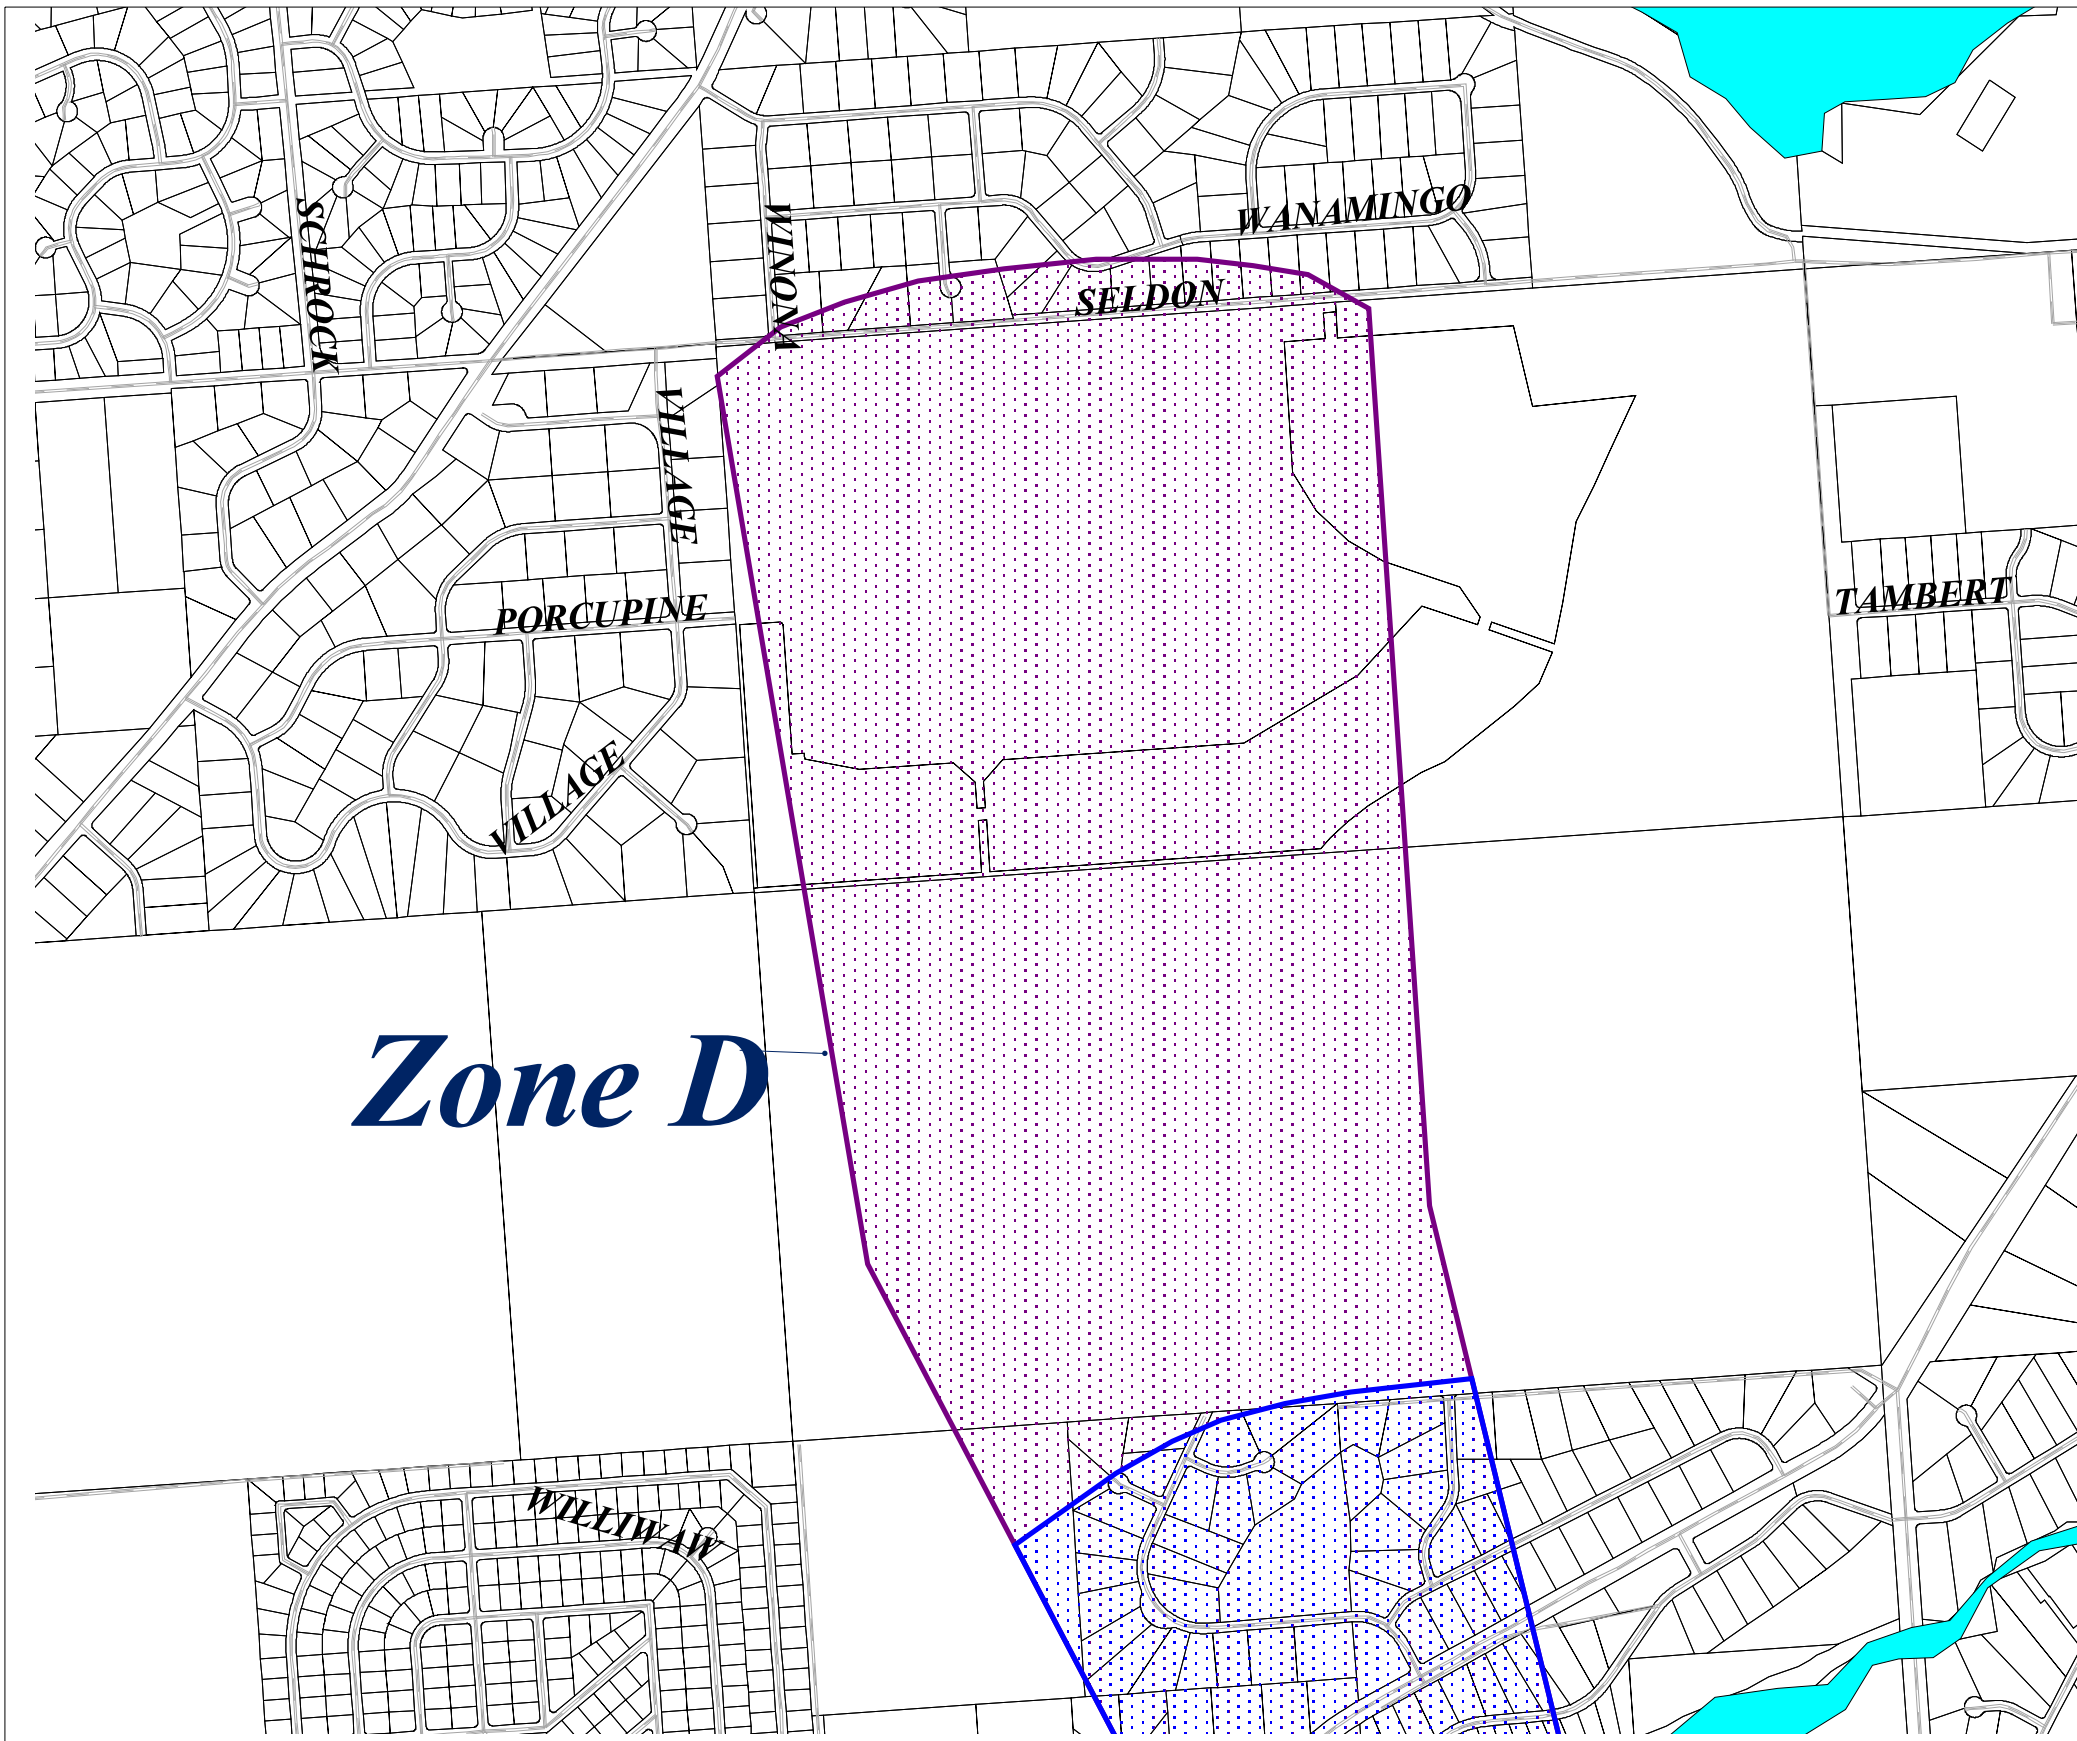 WANAMINGO
SCHROCK
WINONA
SELDON
VILLAGE
TAMBERT
PORCUPINE
VILLAGE
Zone D
WILLIWAW